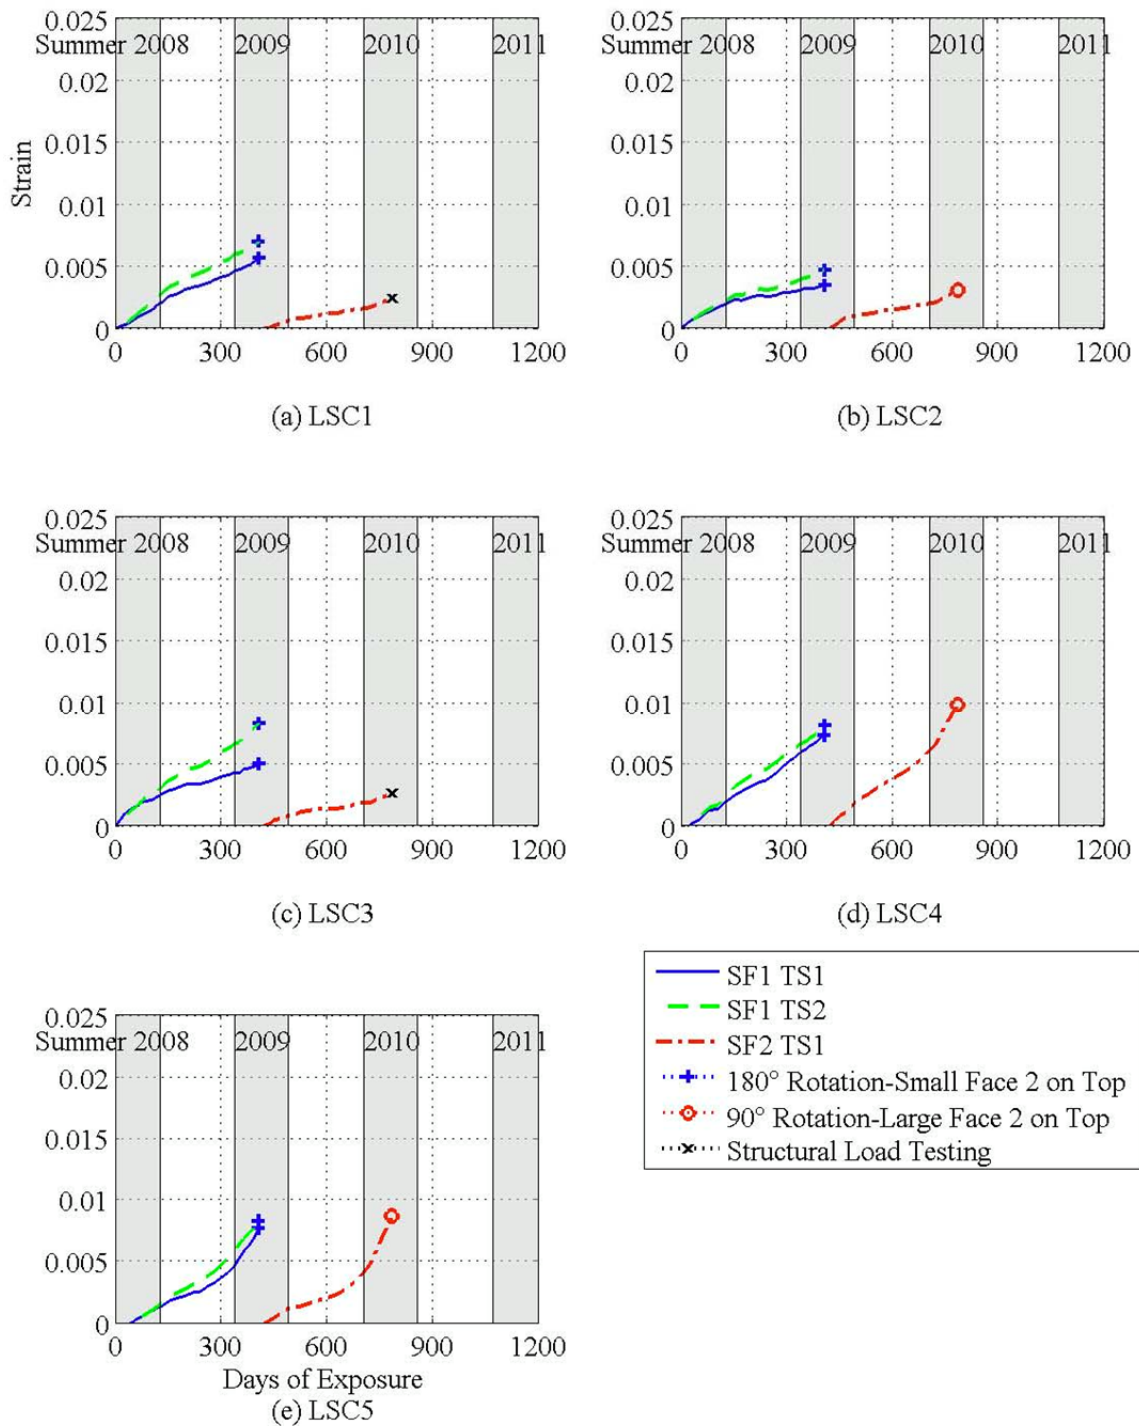 0.025
Summer 2008
2009
2010
2011
0.02
0.015
0.01
0.005
0
Strain
0 300 600 900 1200
(a) LSC1
0.025
Summer 2008
2009
2010
2011
0.02
0.015
0.01
0.005
0
0 300 600 900 1200
(b) LSC2
0.025
Summer 2008
2009
2010
2011
0.02
0.015
0.01
0.005
0
0 300 600 900 1200
(c) LSC3
0.025
Summer 2008
2009
2010
2011
0.02
0.015
0.01
0.005
0
0 300 600 900 1200
(d) LSC4
0.025
Summer 2008
2009
2010
2011
0.02
0.015
0.01
0.005
0
0 300 600 900 1200
Days of Exposure
(e) LSC5
SF1 TS1
SF1 TS2
SF2 TS1
180° Rotation-Small Face 2 on Top
90° Rotation-Large Face 2 on Top
Structural Load Testing